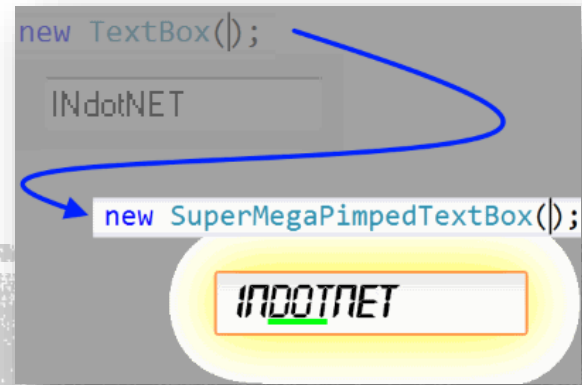 new TextBox();
INdotNET
new SuperMegaPimpedTextBox();
INDOTNET